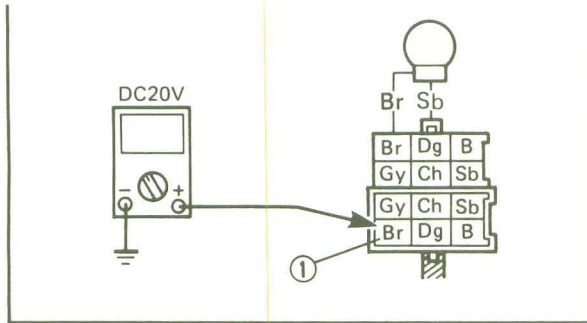 DC20V
Br Sb
Br Dg B
Gy Ch Sb
- +
Gy Ch Sb
Br Dg B
1